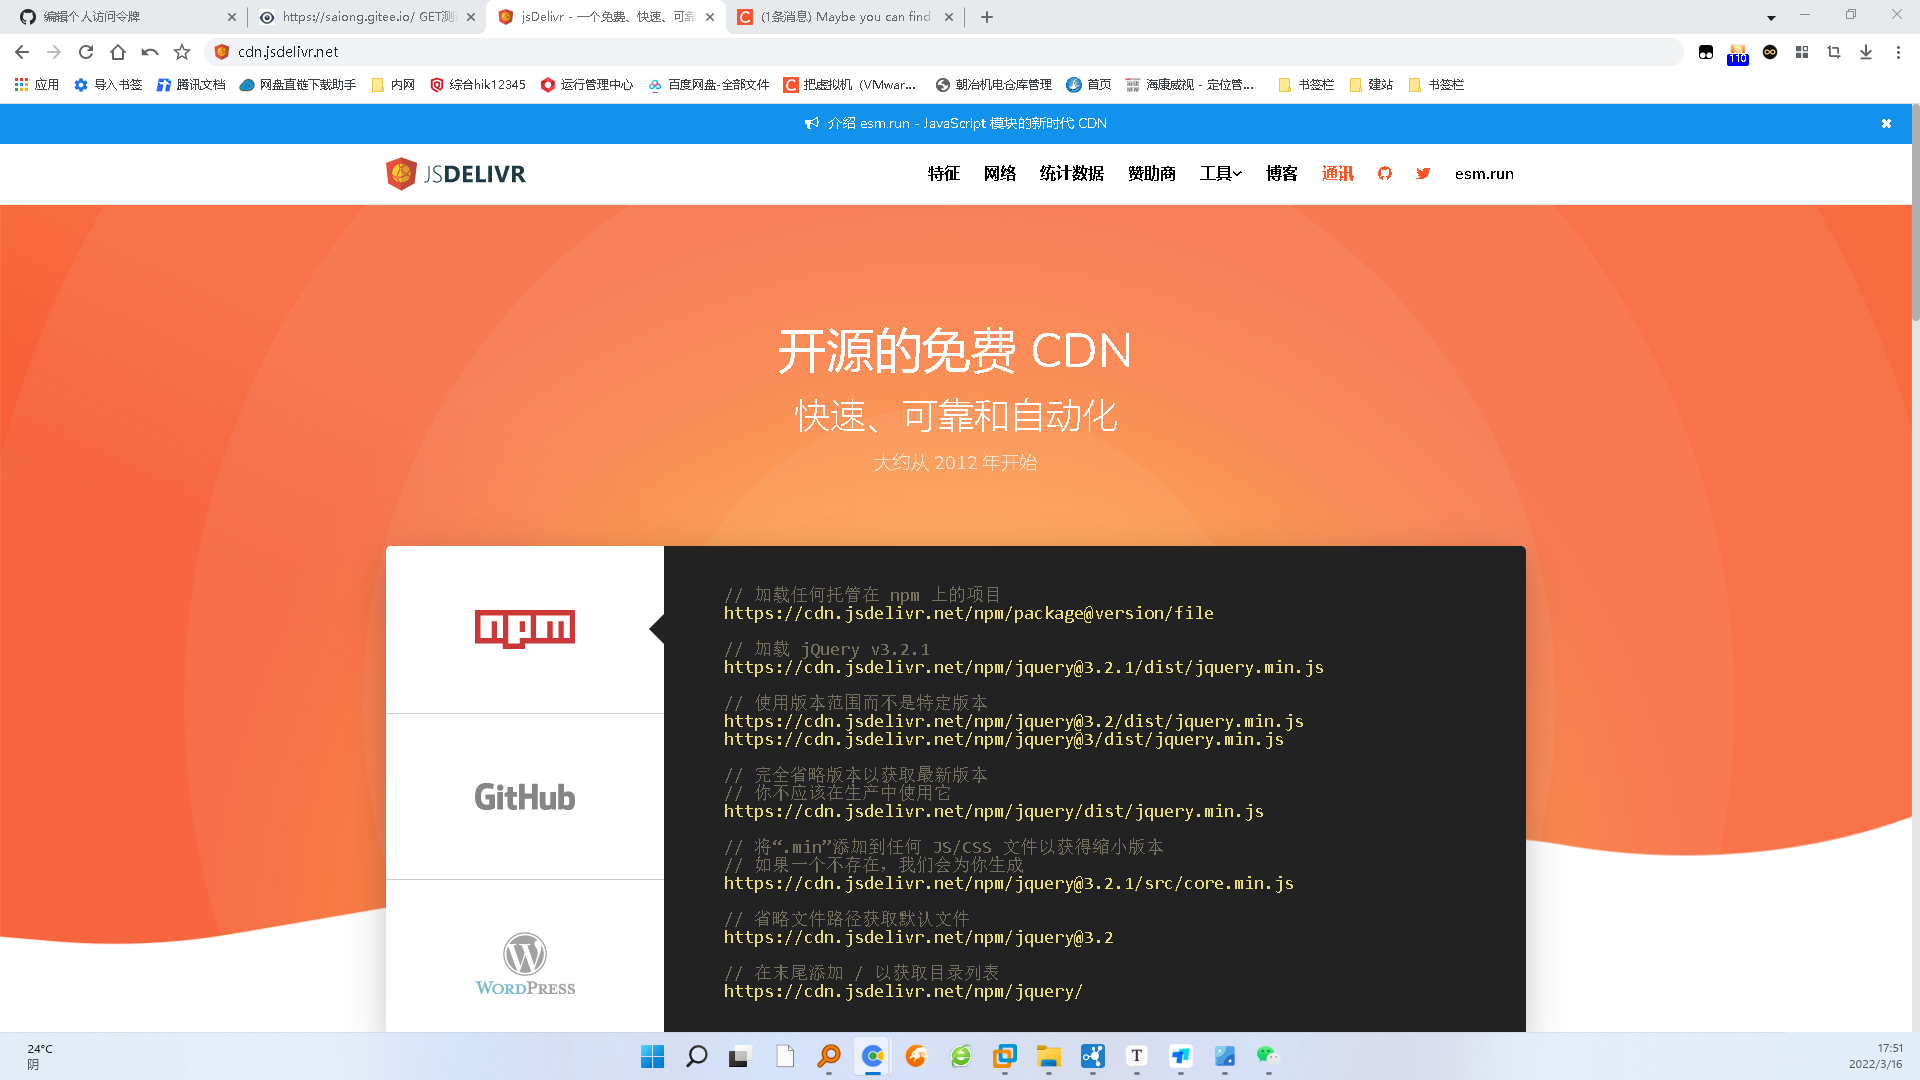 编辑个人访问令牌
https://saiong.gitee.io/ GET测
jsDelivr - 一个免费、快速、可靠
(1条消息) Maybe you can find
cdn.jsdelivr.net
110
应用 导入书签 腾讯文档 网盘直链下载助手 内网 综合hik12345 运行管理中心 百度网盘-全部文件 把虚拟机（VMwar... 朝冶机电仓库管理 首页 海康威视 - 定位管... 书签栏 建站 书签栏
介绍 esm.run - JavaScript 模块的新时代 CDN
JSDELIVR
特征 网络 统计数据 赞助商 工具 博客 通讯 esm.run
开源的免费 CDN
快速、可靠和自动化
大约从 2012 年开始
npm
GitHub
WORDPRESS
// 加载任何托管在 npm 上的项目
https://cdn.jsdelivr.net/npm/package@version/file
// 加载 jQuery v3.2.1
https://cdn.jsdelivr.net/npm/jquery@3.2.1/dist/jquery.min.js
// 使用版本范围而不是特定版本
https://cdn.jsdelivr.net/npm/jquery@3.2/dist/jquery.min.js
https://cdn.jsdelivr.net/npm/jquery@3/dist/jquery.min.js
// 完全省略版本以获取最新版本
// 你不应该在生产中使用它
https://cdn.jsdelivr.net/npm/jquery/dist/jquery.min.js
// 将“.min”添加到任何 JS/CSS 文件以获得缩小版本
// 如果一个不存在，我们会为你生成
https://cdn.jsdelivr.net/npm/jquery@3.2.1/src/core.min.js
// 省略文件路径获取默认文件
https://cdn.jsdelivr.net/npm/jquery@3.2
// 在末尾添加 / 以获取目录列表
https://cdn.jsdelivr.net/npm/jquery/
24°C
阴
17:51
2022/3/16